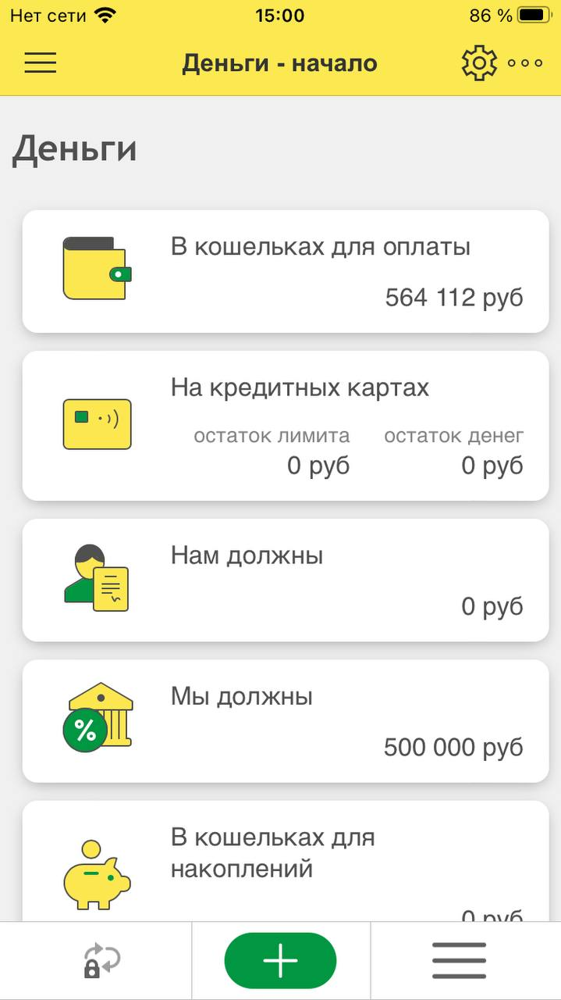 Нет сети 15:00 86 %
Деньги - начало
Деньги
В кошельках для оплаты
564 112 руб
На кредитных картах
остаток лимита остаток денег
0 руб 0 руб
Нам должны
0 руб
%
Мы должны
500 000 руб
В кошельках для
накоплений
0 руб